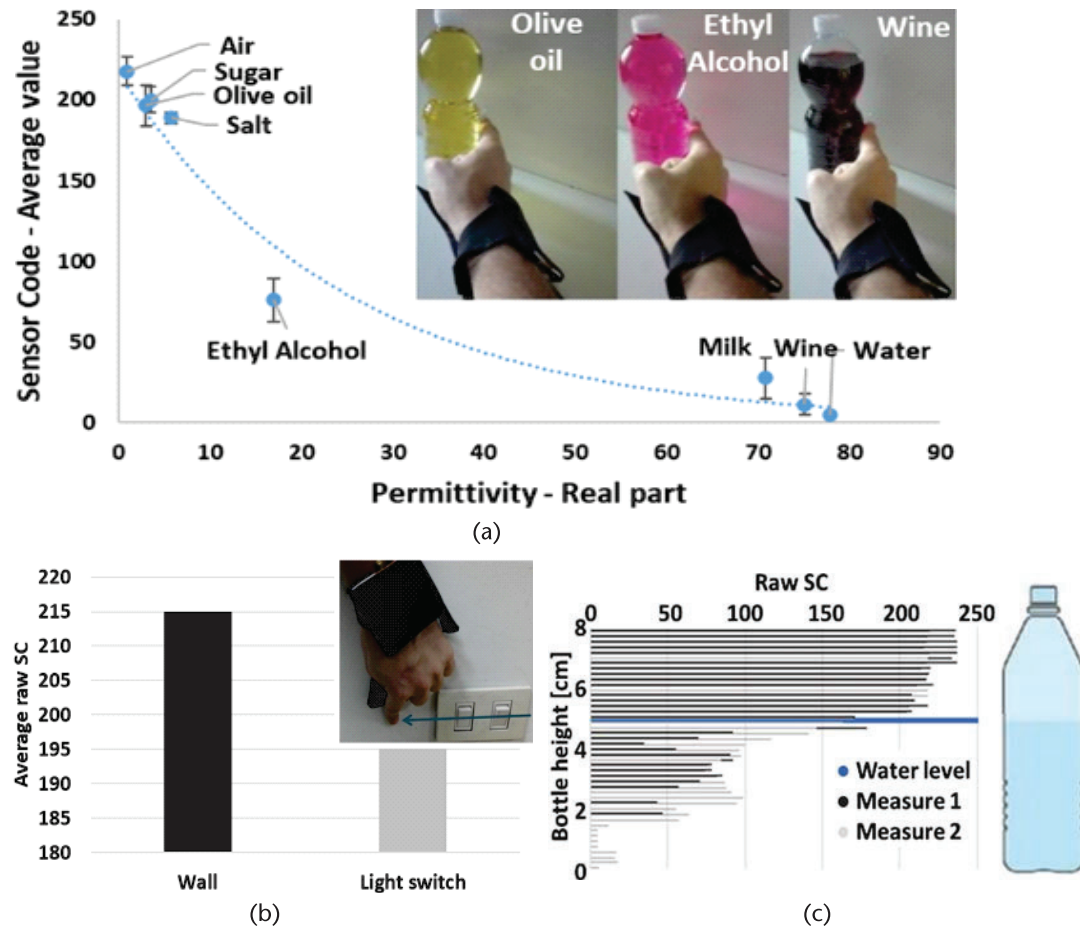 250
200
150
100
50
0
Sensor Code - Average value
Air
Sugar
Olive oil
Salt
Ethyl Alcohol
Milk
Wine
Water
Olive
oil
Ethyl
Alcohol
Wine
0 10 20 30 40 50 60 70 80 90
Permittivity - Real part
(a)
220
215
210
205
200
195
190
185
180
Average raw SC
Wall
Light switch
(b)
Raw SC
0 50 100 150 200 250
8
6
4
2
0
Bottle height [cm]
Water level
Measure 1
Measure 2
(c)